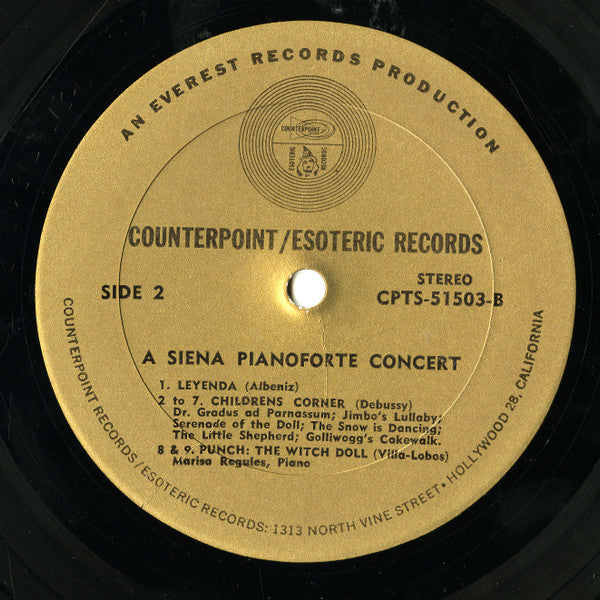 AN EVEREST RECORDS PRODUCTION
COUNTERPOINT
ESOTERIC
RECORDS
COUNTERPOINT/ESOTERIC RECORDS
SIDE 2
STEREO
CPTS-51503-B
A SIENA PIANOFORTE CONCERT
1. LEYENDA (Albeniz)
2 to 7. CHILDRENS CORNER (Debussy)
Dr. Gradus ad Parnassum; Jimbo's Lullaby;
Serenade of the Doll; The Snow is Dancing;
The Little Shepherd; Golliwogg's Cakewalk.
8 & 9. PUNCH: THE WITCH DOLL (Villa-Lobos)
Marisa Regules, Piano
COUNTERPOINT RECORDS/ESOTERIC RECORDS: 1313 NORTH VINE STREET • HOLLYWOOD 28, CALIFORNIA